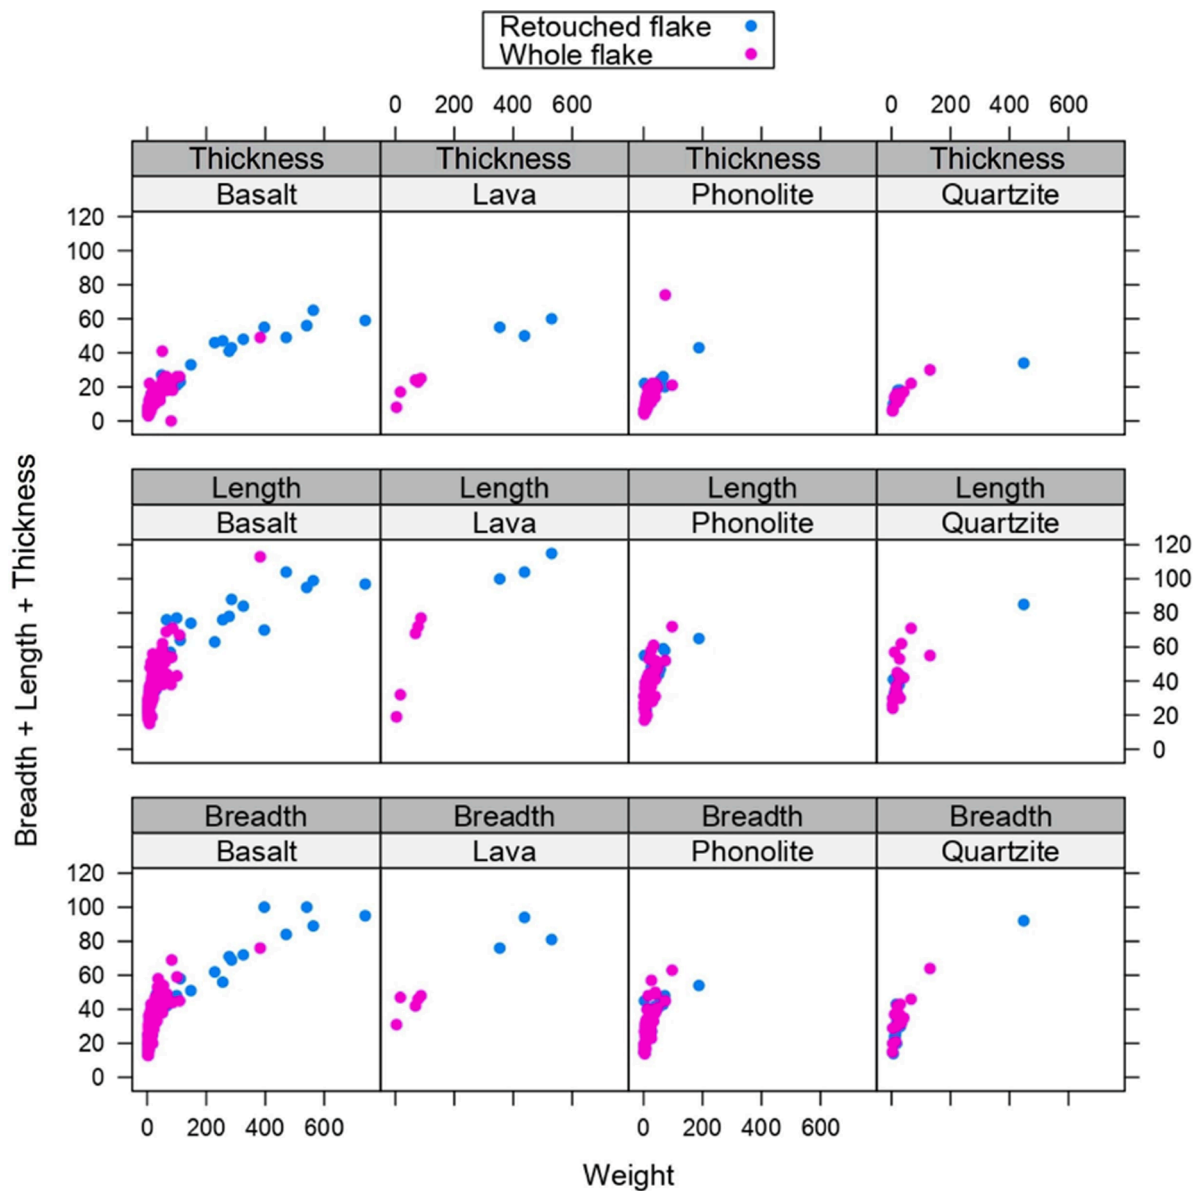 Retouched flake
Whole flake
0 200 400 600 0 200 400 600
Thickness Thickness Thickness Thickness
Basalt Lava Phonolite Quartzite
120
100
80
60
40
20
0
Length Length Length Length
Basalt Lava Phonolite Quartzite
120
100
80
60
40
20
0
Breadth + Length + Thickness
Breadth Breadth Breadth Breadth
Basalt Lava Phonolite Quartzite
120
100
80
60
40
20
0
0 200 400 600 0 200 400 600
Weight